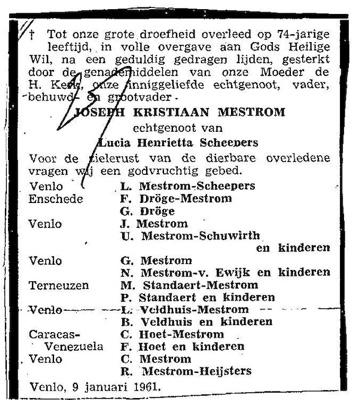 † Tot onze grote droefheid overleed op 74-jarige
leeftijd, in volle overgave aan Gods Heilige
Wil, na een geduldig gedragen lijden, gesterkt
door de genademiddelen van onze Moeder de
H. Kerk, onze inniggeliefde echtgenoot, vader,
behuwd- en grootvader
JOSEPH KRISTIAAN MESTROM
echtgenoot van
Lucia Henrietta Scheepers
Voor de zielerust van de dierbare overledene
vragen wij een godvruchtig gebed.
Venlo L. Mestrom-Scheepers
Enschede F. Dröge-Mestrom
G. Dröge
Venlo J. Mestrom
U. Mestrom-Schuwirth
en kinderen
Venlo G. Mestrom
N. Mestrom-v. Ewijk en kinderen
Terneuzen M. Standaert-Mestrom
P. Standaert en kinderen
Venlo L. Veldhuis-Mestrom
B. Veldhuis en kinderen
Caracas- C. Hoet-Mestrom
Venezuela F. Hoet en kinderen
Venlo C. Mestrom
R. Mestrom-Heijsters
Venlo, 9 januari 1961.